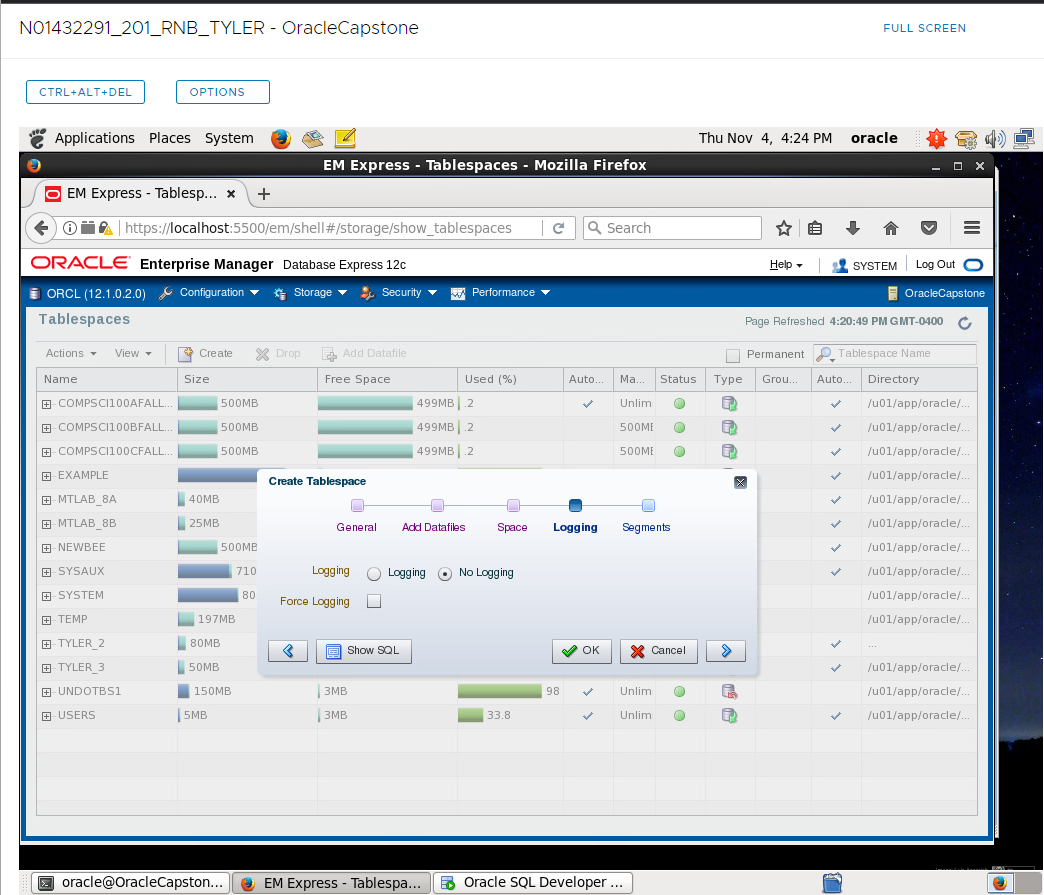 N01432291_201_RNB_TYLER - OracleCapstone
FULL SCREEN
CTRL+ALT+DEL
OPTIONS
Applications Places System
Thu Nov 4, 4:24 PM oracle
EM Express - Tablespaces - Mozilla Firefox
EM Express - Tablesp...
https://localhost:5500/em/shell#/storage/show_tablespaces
Search
ORACLE Enterprise Manager Database Express 12c
Help SYSTEM Log Out
ORCL (12.1.0.2.0) Configuration Storage Security Performance OracleCapstone
Tablespaces
Page Refreshed 4:20:49 PM GMT-0400
Actions View Create Drop Add Datafile Permanent Tablespace Name
Name Size Free Space Used (%) Auto... Ma... Status Type Grou... Auto... Directory
COMPSCI100AFALL... 500MB 499MB .2 Unlim /u01/app/oracle/...
COMPSCI100BFALL... 500MB 499MB .2 500ME /u01/app/oracle/...
COMPSCI100CFALL... 500MB 499MB .2 500ME /u01/app/oracle/...
EXAMPLE /u01/app/oracle/...
MTLAB_8A 40MB /u01/app/oracle/...
MTLAB_8B 25MB /u01/app/oracle/...
NEWBEE 500MB /u01/app/oracle/...
SYSAUX 710 /u01/app/oracle/...
SYSTEM 80 /u01/app/oracle/...
TEMP 197MB /u01/app/oracle/...
TYLER_2 80MB ...
TYLER_3 50MB /u01/app/oracle/...
UNDOTBS1 150MB 3MB 98 Unlim /u01/app/oracle/...
USERS 5MB 3MB 33.8 Unlim /u01/app/oracle/...
Create Tablespace
General Add Datafiles Space Logging Segments
Logging Logging No Logging
Force Logging
Show SQL OK Cancel
oracle@OracleCapston...
EM Express - Tablespa...
Oracle SQL Developer ...